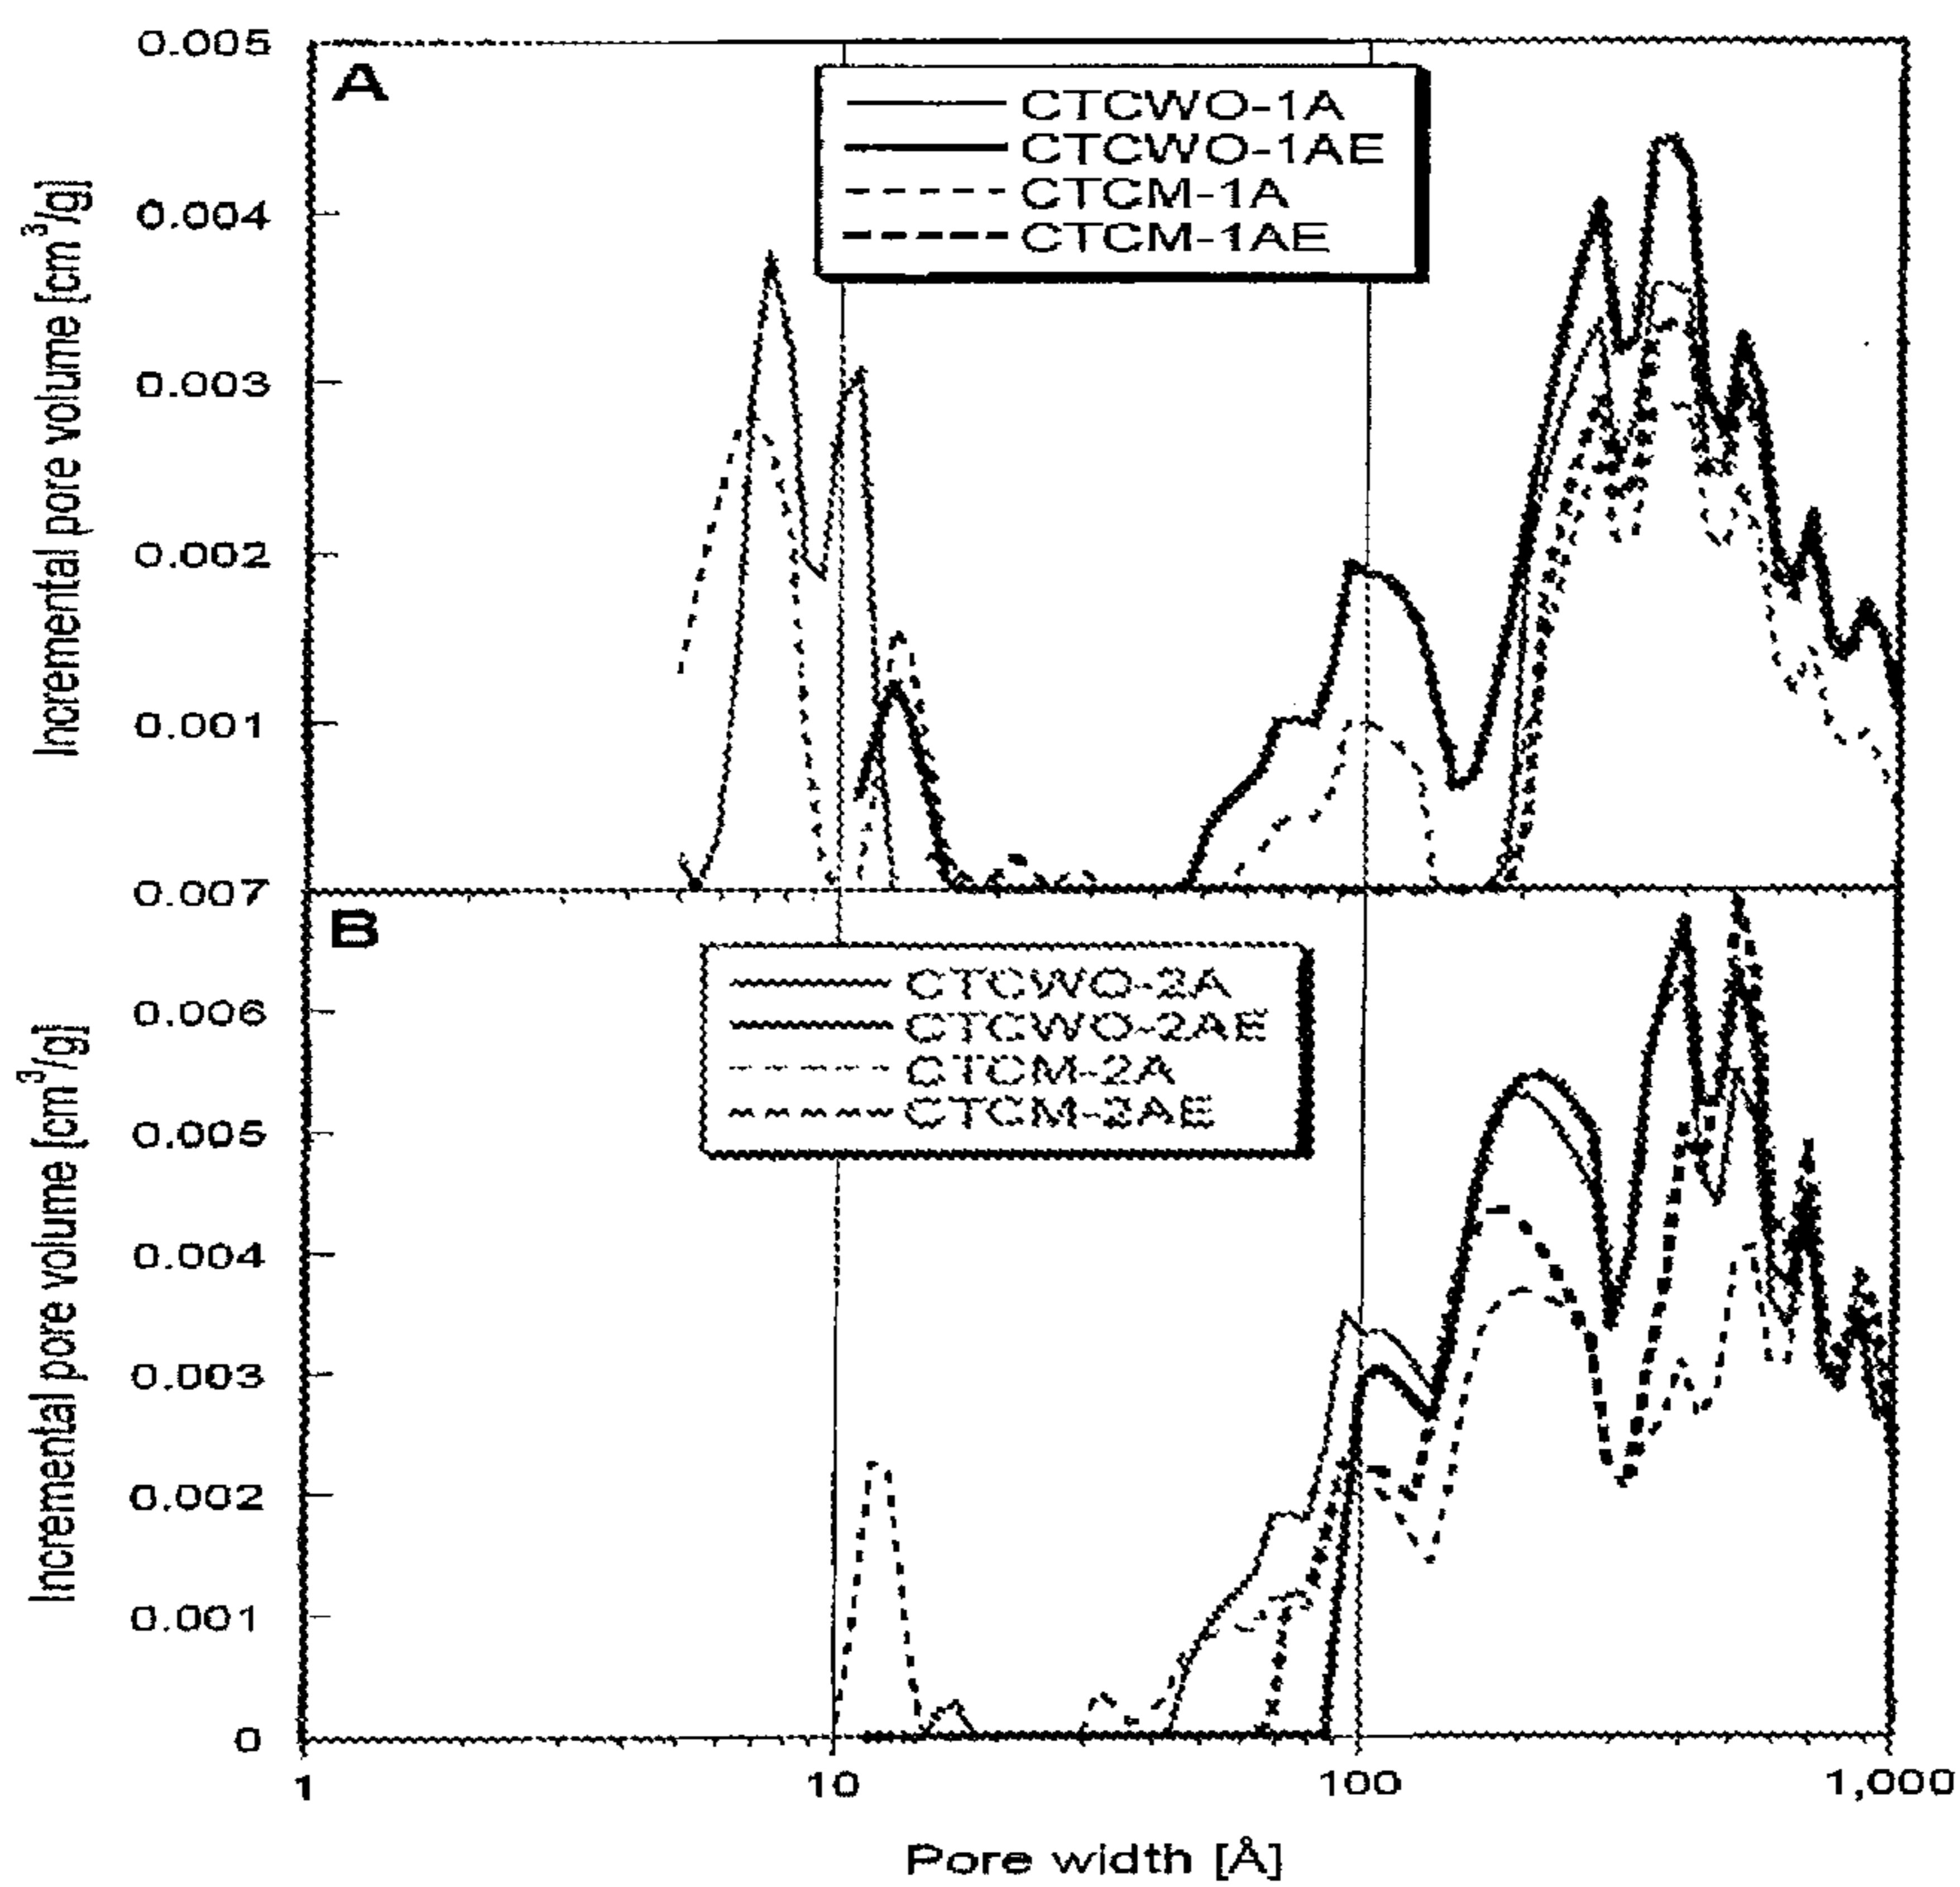 A
CTCWO-1A
CTCWO-1AE
CTCM-1A
CTCM-1AE
0.005
0.004
0.003
0.002
0.001
Incremental pore volume [cm³/g]
B
CTCWO-2A
CTCWO-2AE
CTCM-2A
CTCM-2AE
0.007
0.006
0.005
0.004
0.003
0.002
0.001
0
Incremental pore volume [cm³/g]
1 10 100 1,000
Pore width [Å]